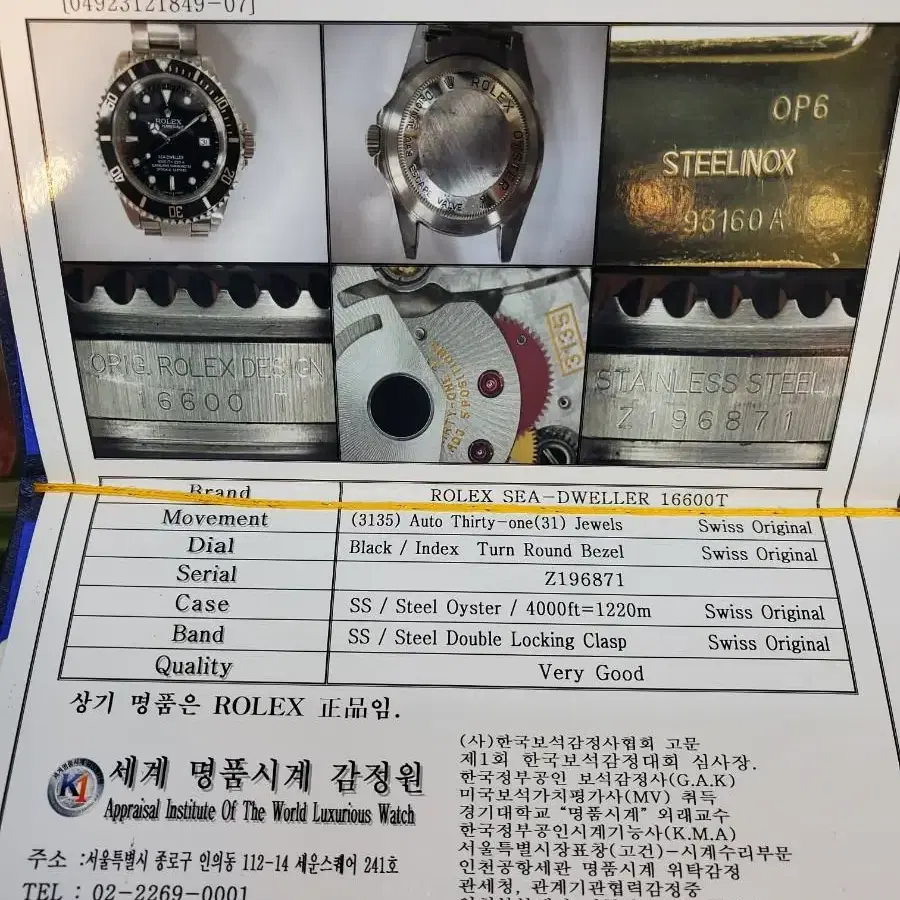 [04923121849-07]
ROLEX
SEA-DWELLER
ROLEX OYSTER
ESCAPE VALVE
OP6
STEELINOX
93160 A
ORIG. ROLEX DESIGN
16600 T
3135
STAINLESS STEEL
Z196871
Brand ROLEX SEA-DWELLER 16600T
Movement (3135) Auto Thirty-one(31) Jewels Swiss Original
Dial Black / Index Turn Round Bezel Swiss Original
Serial Z196871
Case SS / Steel Oyster / 4000ft=1220m Swiss Original
Band SS / Steel Double Locking Clasp Swiss Original
Quality Very Good
상기 명품은 ROLEX 正品임.
K1
세계 명품시계 감정원
Appraisal Institute Of The World Luxurious Watch
주소 :서울특별시 종로구 인의동 112-14 세운스퀘어 241호
TEL : 02-2269-0001
(사)한국보석감정사협회 고문
제1회 한국보석감정대회 심사장.
한국정부공인 보석감정사(G.A.K)
미국보석가치평가사(MV) 취득
경기대학교 "명품시계" 외래교수
한국정부공인시계기능사(K.M.A)
서울특별시장표창(고건)-시계수리부문
인천공항세관 명품시계 위탁감정
관세청, 관계기관협력감정중